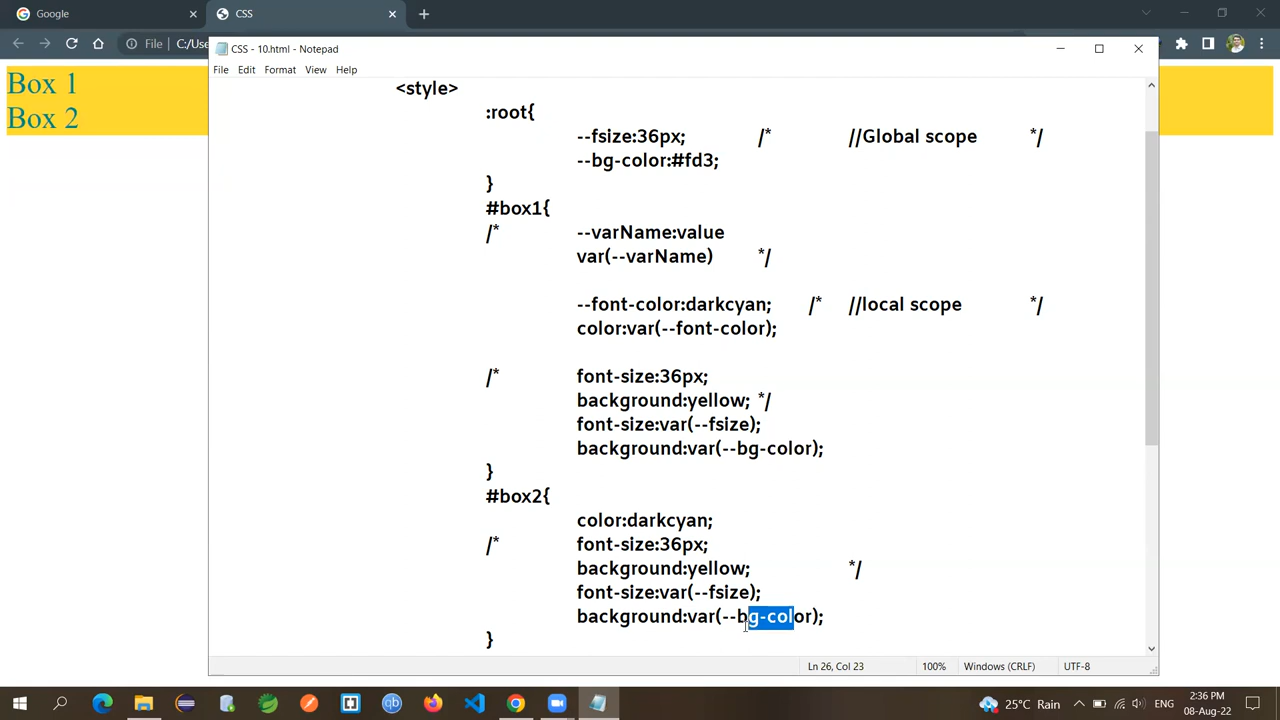 Google
CSS
File
C:/Use
CSS - 10.html - Notepad
File Edit Format View Help
Box 1
Box 2
<style>
:root{
--fsize:36px; /* //Global scope */
--bg-color:#fd3;
}
#box1{
/* --varName:value
var(--varName) */
--font-color:darkcyan; /* //local scope */
color:var(--font-color);
/* font-size:36px;
background:yellow; */
font-size:var(--fsize);
background:var(--bg-color);
}
#box2{
color:darkcyan;
/* font-size:36px;
background:yellow; */
font-size:var(--fsize);
background:var(--bg-color);
}
Ln 26, Col 23 100% Windows (CRLF) UTF-8
qb
25°C Rain
ENG
2:36 PM
08-Aug-22